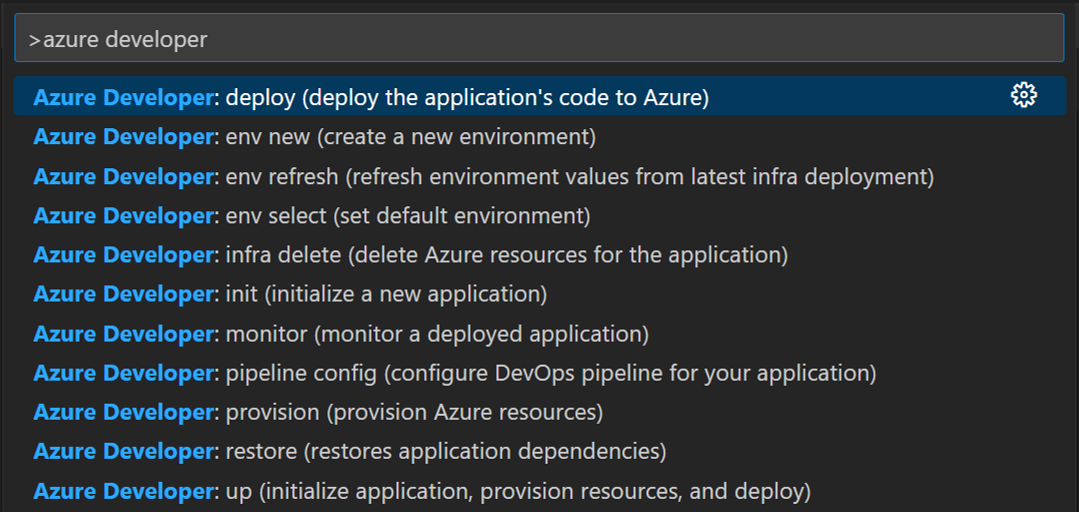 >azure developer
Azure Developer: deploy (deploy the application's code to Azure)
Azure Developer: env new (create a new environment)
Azure Developer: env refresh (refresh environment values from latest infra deployment)
Azure Developer: env select (set default environment)
Azure Developer: infra delete (delete Azure resources for the application)
Azure Developer: init (initialize a new application)
Azure Developer: monitor (monitor a deployed application)
Azure Developer: pipeline config (configure DevOps pipeline for your application)
Azure Developer: provision (provision Azure resources)
Azure Developer: restore (restores application dependencies)
Azure Developer: up (initialize application, provision resources, and deploy)